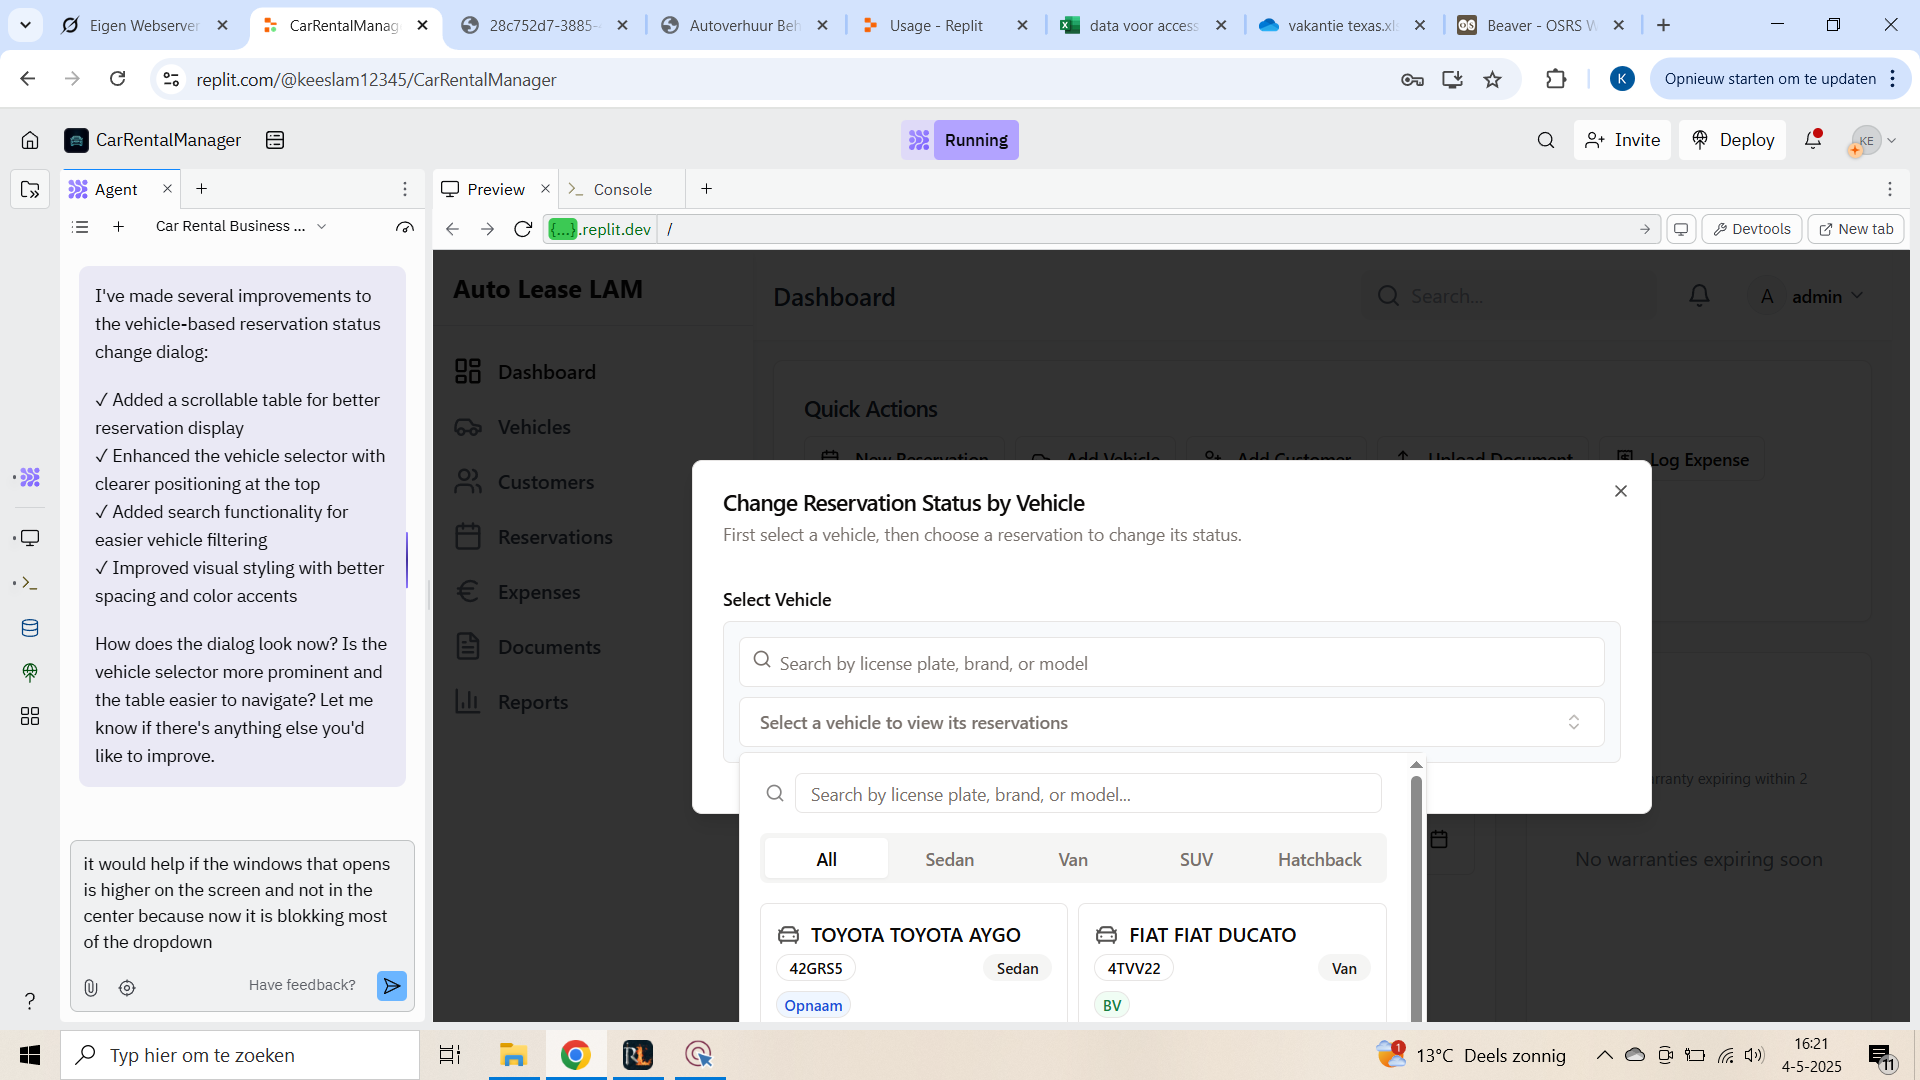 Eigen Webserver
CarRentalManag
28c752d7-3885-
Autoverhuur Beh
Usage - Replit
data voor access
vakantie texas.xls
Beaver - OSRS W
replit.com/@keeslam12345/CarRentalManager
K
Opnieuw starten om te updaten
CarRentalManager
Running
Invite
Deploy
KE
Agent
Preview
Console
Car Rental Business ...
{...}.replit.dev
/
Devtools
New tab
I've made several improvements to
the vehicle-based reservation status
change dialog:
✓ Added a scrollable table for better
reservation display
✓ Enhanced the vehicle selector with
clearer positioning at the top
✓ Added search functionality for
easier vehicle filtering
✓ Improved visual styling with better
spacing and color accents
How does the dialog look now? Is the
vehicle selector more prominent and
the table easier to navigate? Let me
know if there's anything else you'd
like to improve.
it would help if the windows that opens
is higher on the screen and not in the
center because now it is blokking most
of the dropdown
Have feedback?
Auto Lease LAM
Dashboard
Search...
A
admin
Dashboard
Vehicles
Customers
Reservations
Expenses
Documents
Reports
Quick Actions
New Reservation
Add Vehicle
Add Customer
Upload Document
Log Expense
Change Reservation Status by Vehicle
First select a vehicle, then choose a reservation to change its status.
Select Vehicle
Search by license plate, brand, or model
Select a vehicle to view its reservations
rranty expiring within 2
Search by license plate, brand, or model...
All
Sedan
Van
SUV
Hatchback
No warranties expiring soon
TOYOTA TOYOTA AYGO
42GRS5
Sedan
Opnaam
FIAT FIAT DUCATO
4TVV22
Van
BV
?
Typ hier om te zoeken
RL
1
13°C Deels zonnig
16:21
4-5-2025
11